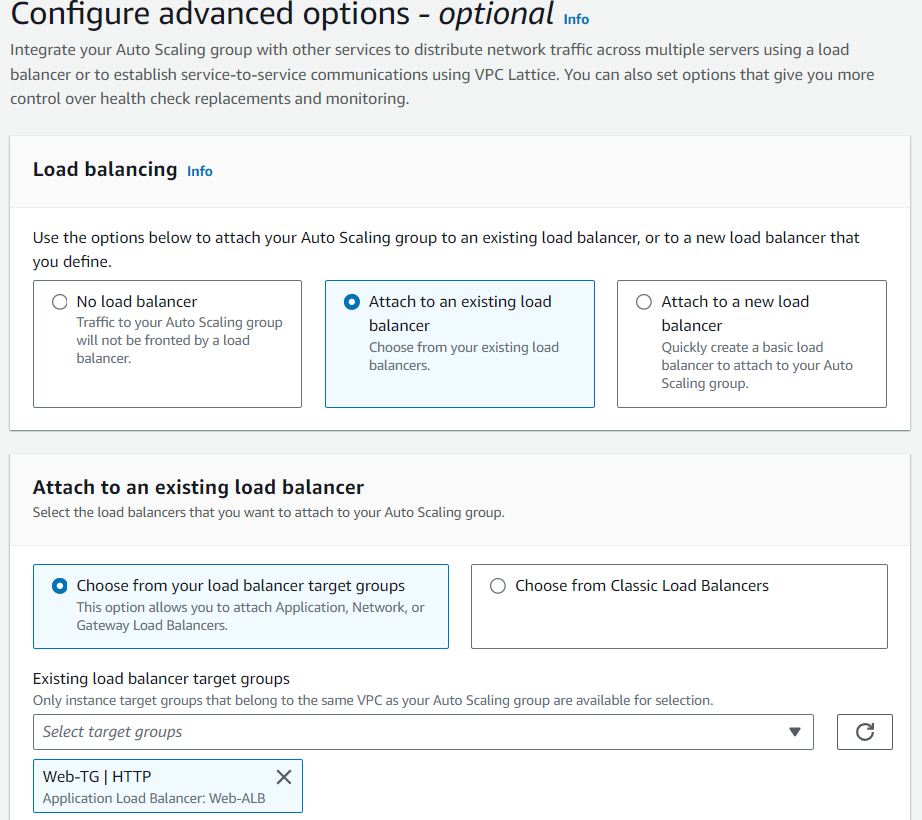 Configure advanced options - optional Info
Integrate your Auto Scaling group with other services to distribute network traffic across multiple servers using a load
balancer or to establish service-to-service communications using VPC Lattice. You can also set options that give you more
control over health check replacements and monitoring.
Load balancing Info
Use the options below to attach your Auto Scaling group to an existing load balancer, or to a new load balancer that
you define.
No load balancer
Traffic to your Auto Scaling group
will not be fronted by a load
balancer.
Attach to an existing load
balancer
Choose from your existing load
balancers.
Attach to a new load
balancer
Quickly create a basic load
balancer to attach to your Auto
Scaling group.
Attach to an existing load balancer
Select the load balancers that you want to attach to your Auto Scaling group.
Choose from your load balancer target groups
This option allows you to attach Application, Network, or
Gateway Load Balancers.
Choose from Classic Load Balancers
Existing load balancer target groups
Only instance target groups that belong to the same VPC as your Auto Scaling group are available for selection.
Select target groups
Web-TG | HTTP
Application Load Balancer: Web-ALB